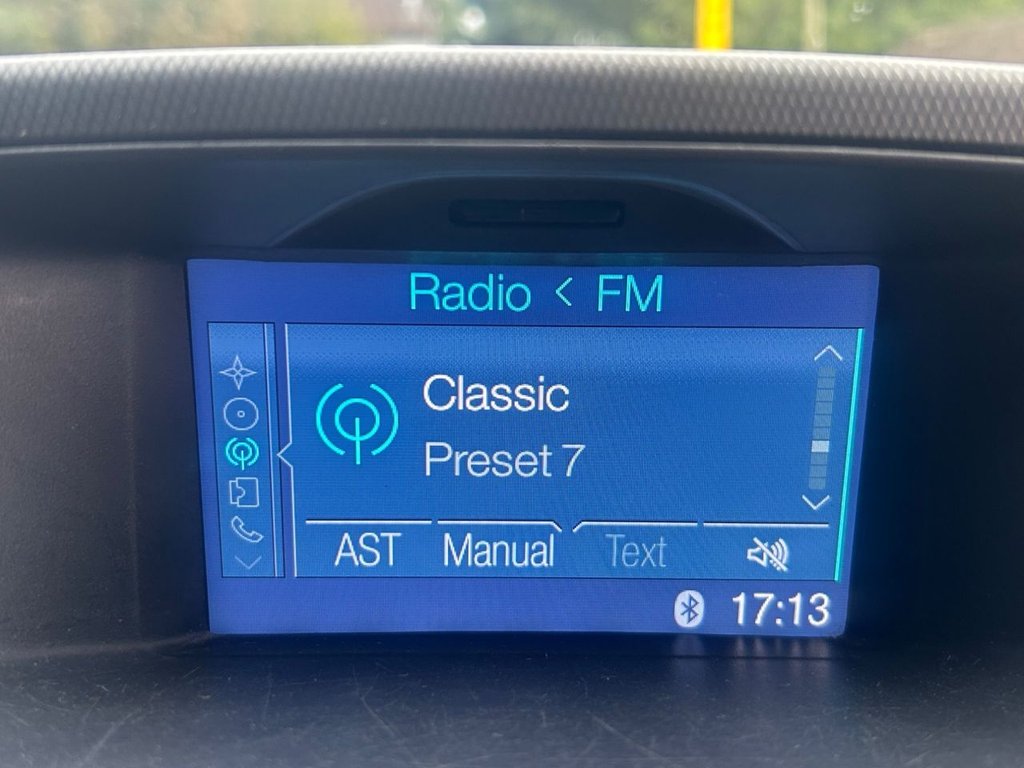 Radio < FM
Classic
Preset 7
AST Manual Text
17:13